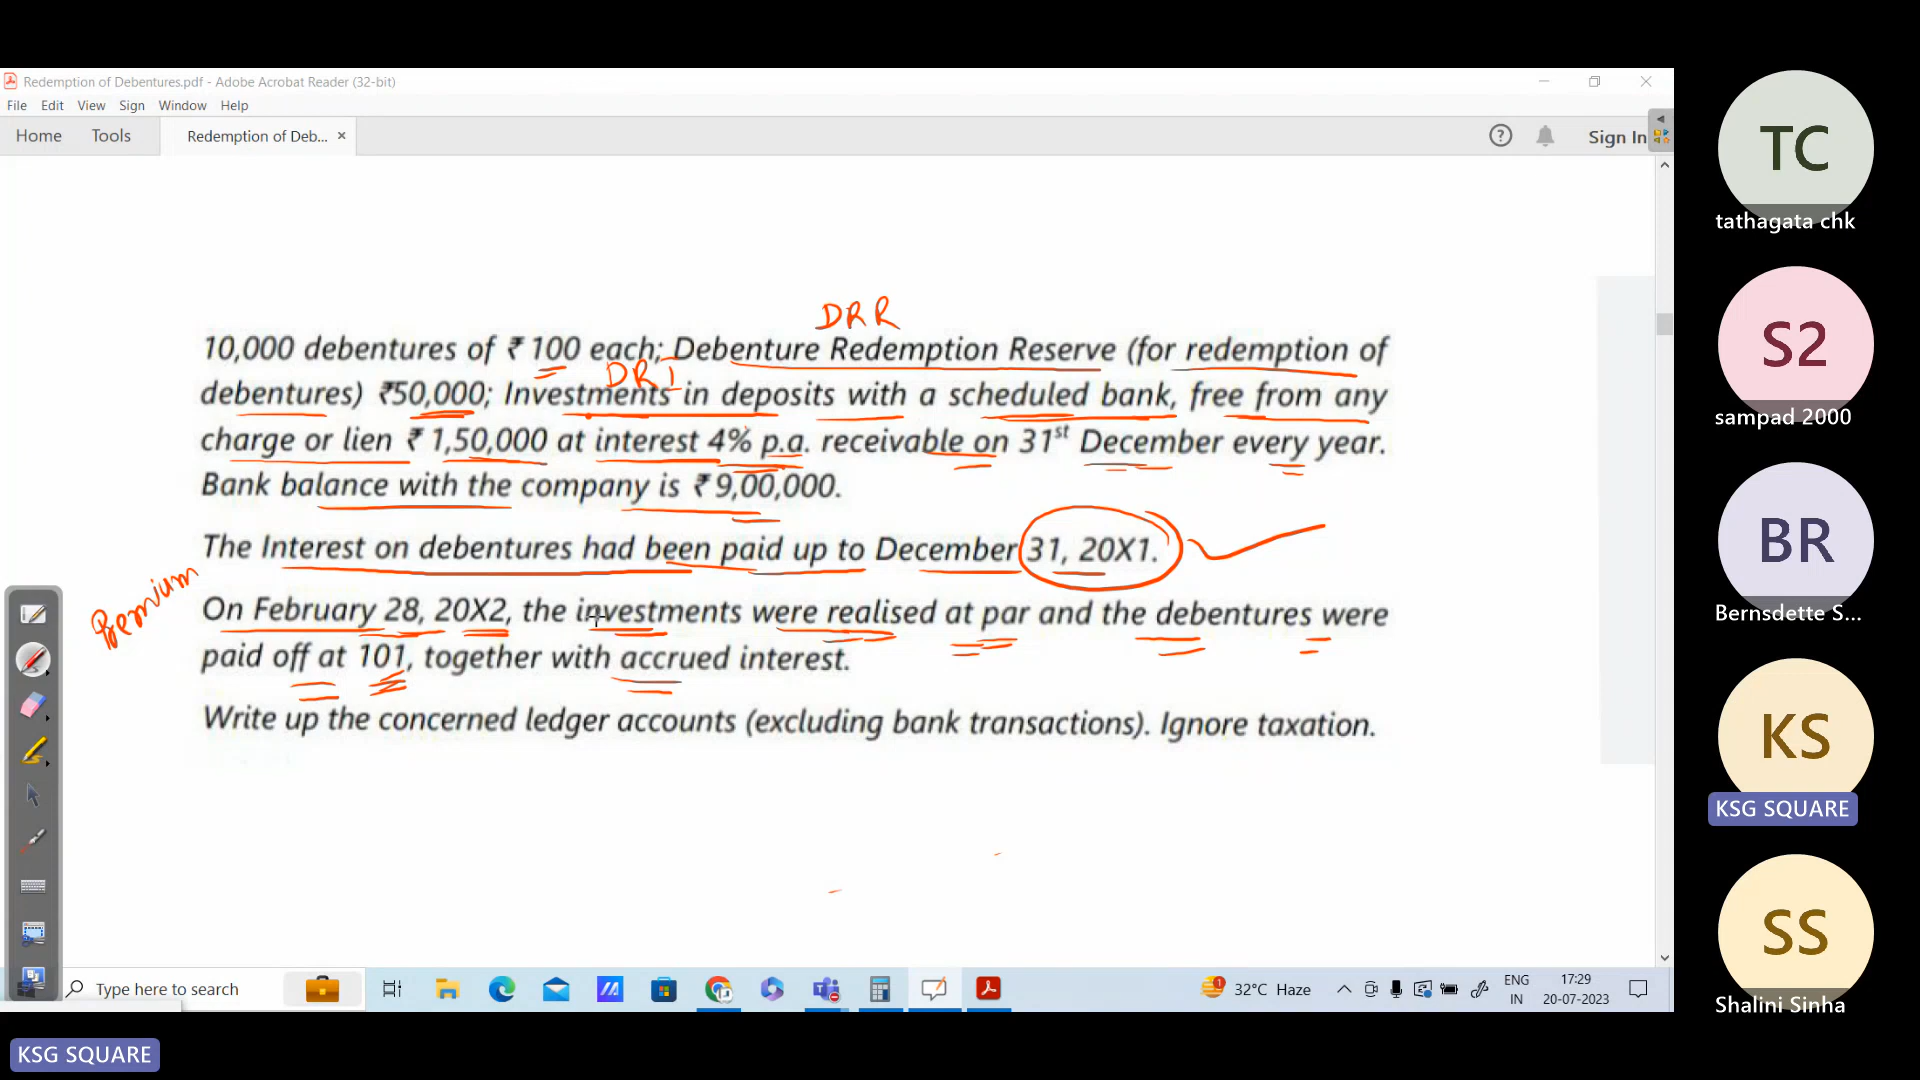 Redemption of Debentures.pdf - Adobe Acrobat Reader (32-bit)
File Edit View Sign Window Help
Home Tools Redemption of Deb... × Sign In
DRR
10,000 debentures of ₹ 100 each; Debenture Redemption Reserve (for redemption of
DRI
debentures) ₹50,000; Investments in deposits with a scheduled bank, free from any
charge or lien ₹ 1,50,000 at interest 4% p.a. receivable on 31st December every year.
Bank balance with the company is ₹ 9,00,000.
The Interest on debentures had been paid up to December 31, 20X1.
Premium
On February 28, 20X2, the investments were realised at par and the debentures were
paid off at 101, together with accrued interest.
Write up the concerned ledger accounts (excluding bank transactions). Ignore taxation.
TC
tathagata chk
S2
sampad 2000
BR
Bernsdette S...
KS
KSG SQUARE
SS
Shalini Sinha
Type here to search
1
32°C Haze
ENG
IN
17:29
20-07-2023
KSG SQUARE